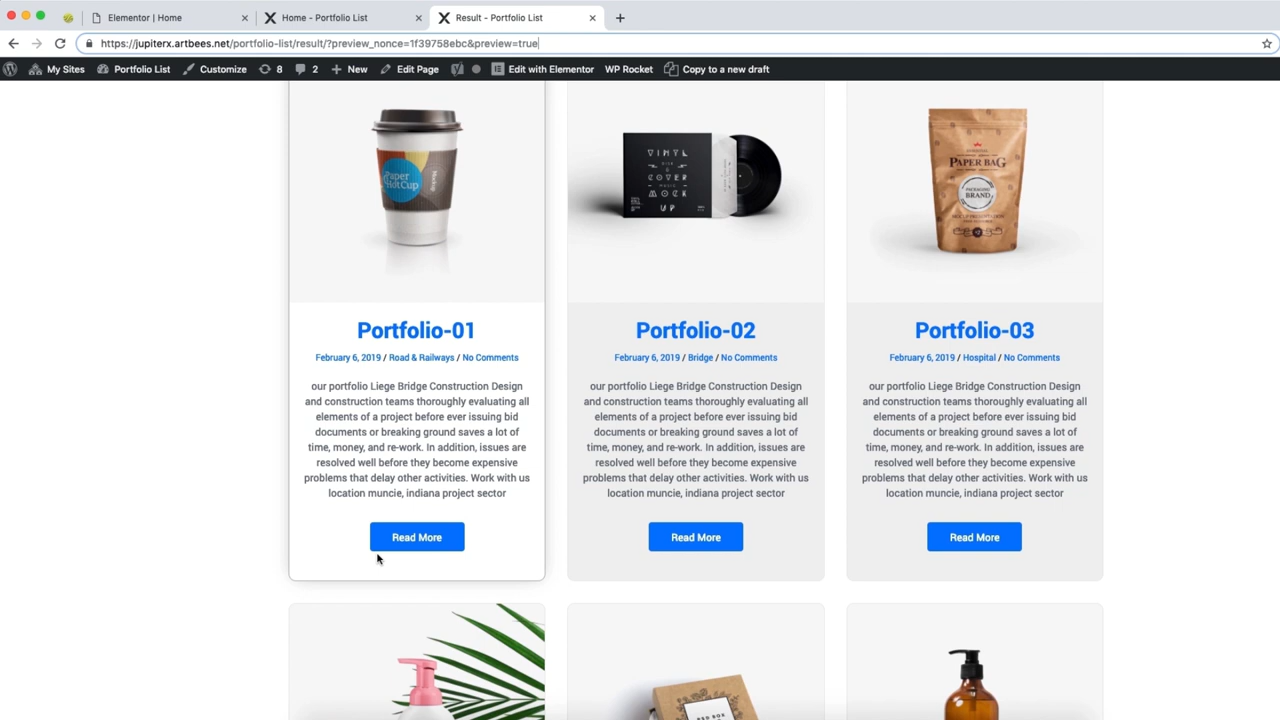 Elementor | Home
Home - Portfolio List
Result - Portfolio List
https://jupiterx.artbees.net/portfolio-list/result/?preview_nonce=1f39758ebc&preview=true
My Sites Portfolio List Customize 8 2 New Edit Page Edit with Elementor WP Rocket Copy to a new draft
Paper
HotCup
Mockup
VINYL
COVER
MUSIC
MOCK
UP
PAPER BAG
PACKAGING
BRAND
Portfolio-01
February 6, 2019 / Road & Railways / No Comments
our portfolio Liege Bridge Construction Design
and construction teams thoroughly evaluating all
elements of a project before ever issuing bid
documents or breaking ground saves a lot of
time, money, and re-work. In addition, issues are
resolved well before they become expensive
problems that delay other activities. Work with us
location muncie, indiana project sector
Read More
Portfolio-02
February 6, 2019 / Bridge / No Comments
our portfolio Liege Bridge Construction Design
and construction teams thoroughly evaluating all
elements of a project before ever issuing bid
documents or breaking ground saves a lot of
time, money, and re-work. In addition, issues are
resolved well before they become expensive
problems that delay other activities. Work with us
location muncie, indiana project sector
Read More
Portfolio-03
February 6, 2019 / Hospital / No Comments
our portfolio Liege Bridge Construction Design
and construction teams thoroughly evaluating all
elements of a project before ever issuing bid
documents or breaking ground saves a lot of
time, money, and re-work. In addition, issues are
resolved well before they become expensive
problems that delay other activities. Work with us
location muncie, indiana project sector
Read More